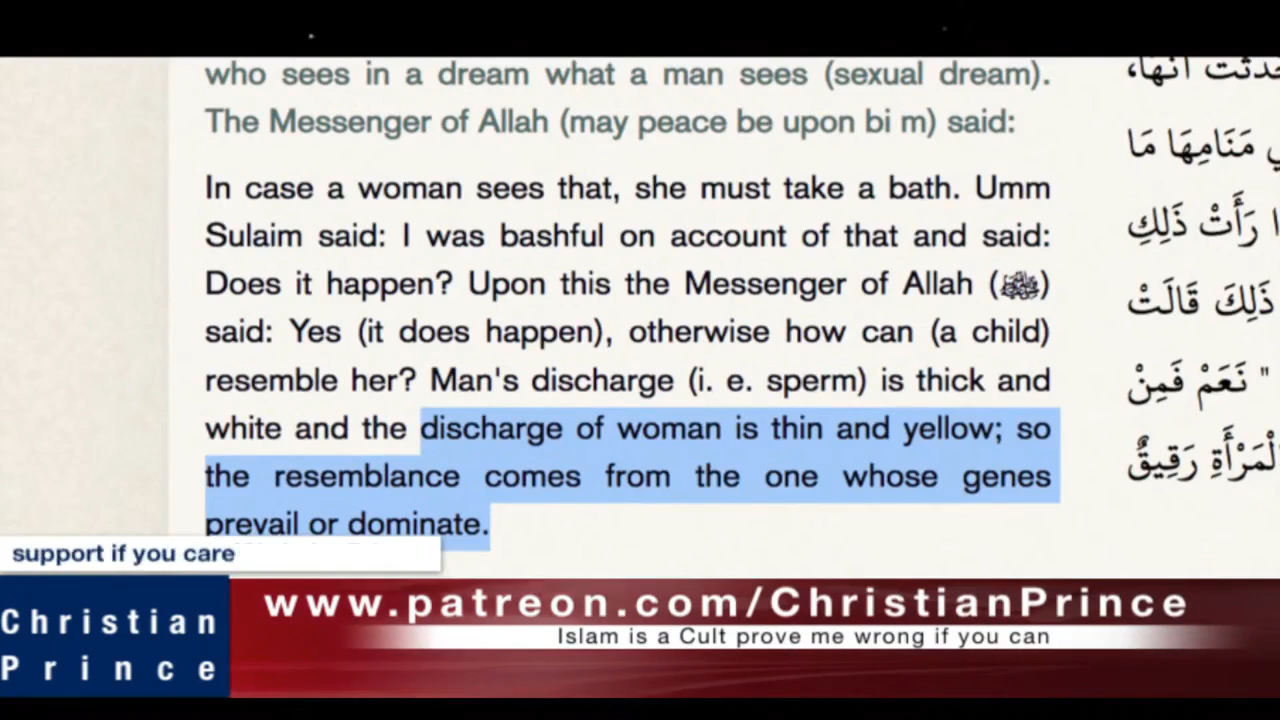 who sees in a dream what a man sees (sexual dream).
The Messenger of Allah (may peace be upon bi m) said:
In case a woman sees that, she must take a bath. Umm
Sulaim said: I was bashful on account of that and said:
Does it happen? Upon this the Messenger of Allah (ﷺ)
said: Yes (it does happen), otherwise how can (a child)
resemble her? Man's discharge (i. e. sperm) is thick and
white and the discharge of woman is thin and yellow; so
the resemblance comes from the one whose genes
prevail or dominate.
مَنَامِهَا مَا
رَأَتْ ذَلِكِ
ذَلِكَ قَالَتْ
" نَعَمْ فَمِنْ
الْمَرْأَةِ رَقِيقٌ
support if you care
Christian
Prince
www.patreon.com/ChristianPrince
Islam is a Cult prove me wrong if you can